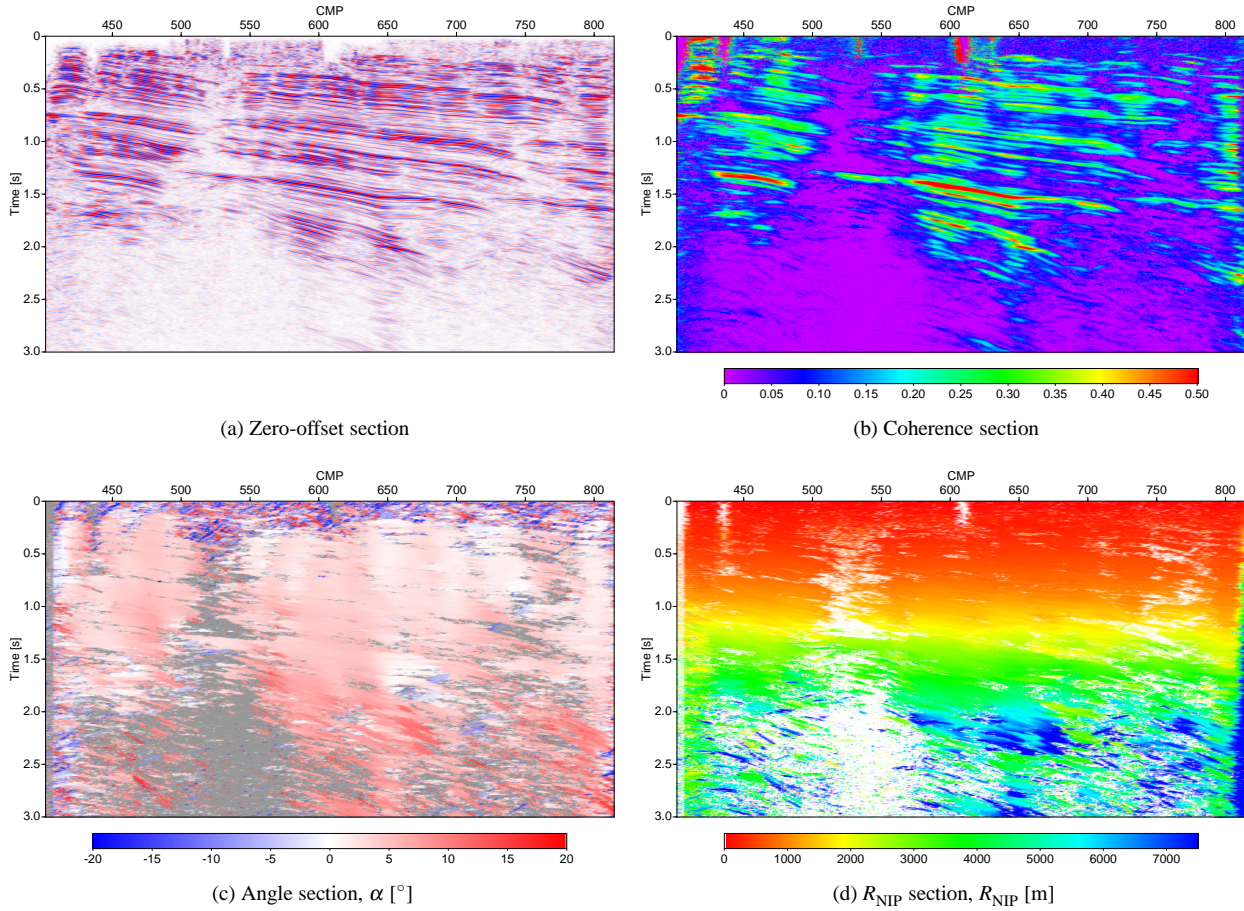 CMP
450 500 550 600 650 700 750 800
0
0.5
1.0
1.5
2.0
2.5
3.0
Time [s]
(a) Zero-offset section
CMP
450 500 550 600 650 700 750 800
0
0.5
1.0
1.5
2.0
2.5
3.0
Time [s]
0 0.05 0.10 0.15 0.20 0.25 0.30 0.35 0.40 0.45 0.50
(b) Coherence section
CMP
450 500 550 600 650 700 750 800
0
0.5
1.0
1.5
2.0
2.5
3.0
Time [s]
-20 -15 -10 -5 0 5 10 15 20
(c) Angle section, α [°]
CMP
450 500 550 600 650 700 750 800
0
0.5
1.0
1.5
2.0
2.5
3.0
Time [s]
0 1000 2000 3000 4000 5000 6000 7000
(d) R_NIP section, R_NIP [m]